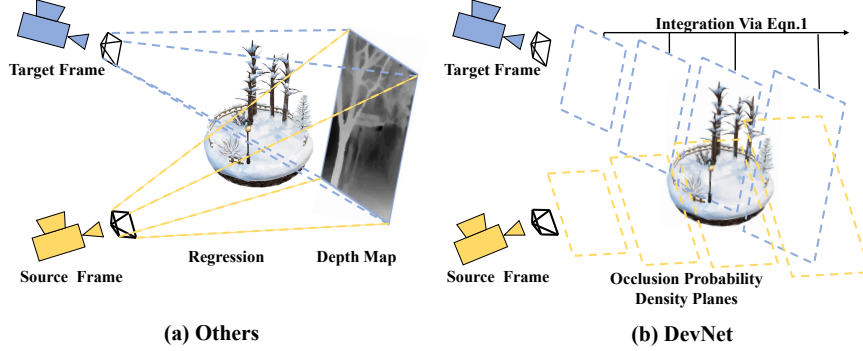 Target Frame
Source Frame
Regression
Depth Map
(a) Others
Integration Via Eqn.1
Target Frame
Source Frame
Occlusion Probability
Density Planes
(b) DevNet